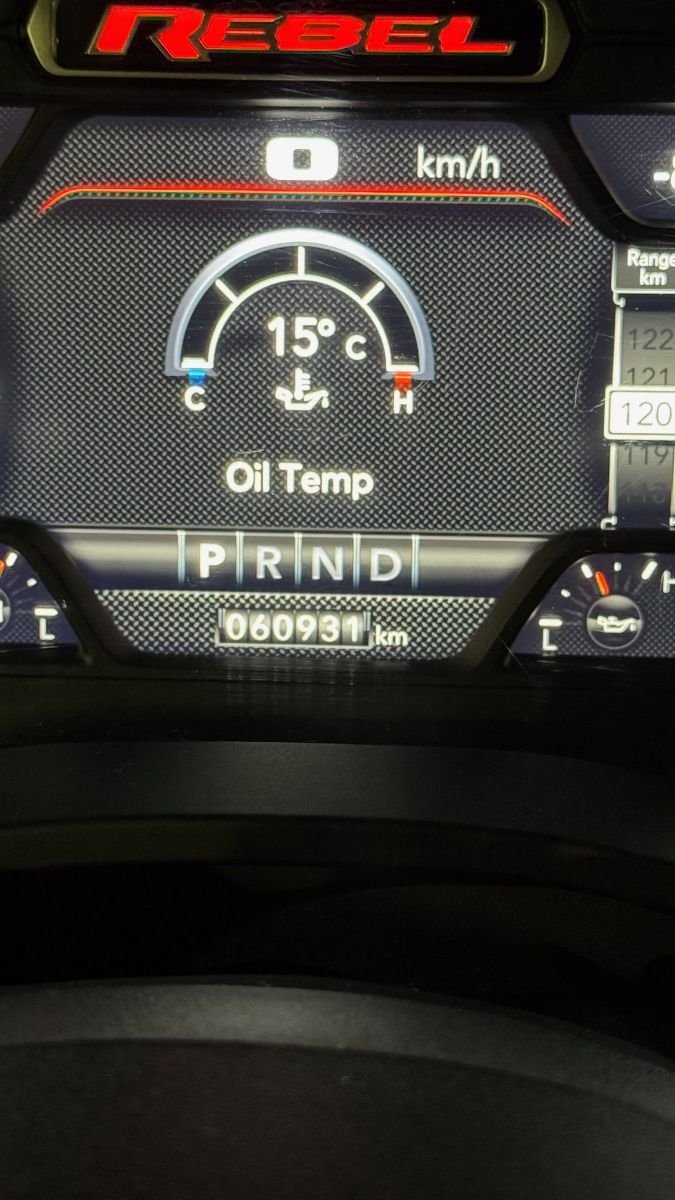 REBEL
0 km/h
Range
km
15° C
122
121
C H
120
119
Oil Temp
P R N D
060931 km
L
L
H